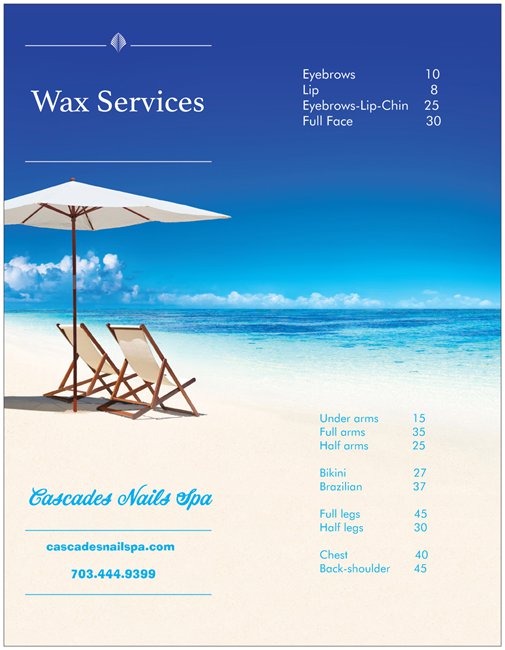 Wax Services
Eyebrows 10
Lip 8
Eyebrows-Lip-Chin 25
Full Face 30
Under arms 15
Full arms 35
Half arms 25
Bikini 27
Brazilian 37
Full legs 45
Half legs 30
Chest 40
Back-shoulder 45
Cascades Nails Spa
cascadesnailspa.com
703.444.9399